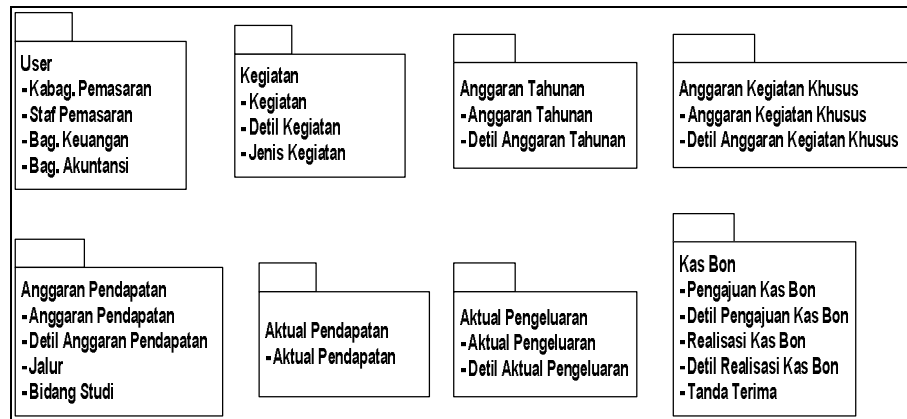 User
-Kabag. Pemasaran
-Staf Pemasaran
-Bag. Keuangan
-Bag. Akuntansi
Kegiatan
- Kegiatan
- Detil Kegiatan
- Jenis Kegiatan
Anggaran Tahunan
- Anggaran Tahunan
- Detil Anggaran Tahunan
Anggaran Kegiatan Khusus
- Anggaran Kegiatan Khusus
- Detil Anggaran Kegiatan Khusus
Anggaran Pendapatan
-Anggaran Pendapatan
-Detil Anggaran Pendapatan
-Jalur
-Bidang Studi
Aktual Pendapatan
- Aktual Pendapatan
Aktual Pengeluaran
- Aktual Pengeluaran
- Detil Aktual Pengeluaran
Kas Bon
-Pengajuan Kas Bon
-Detil Pengajuan Kas Bon
-Realisasi Kas Bon
-Detil Realisasi Kas Bon
-Tanda Terima